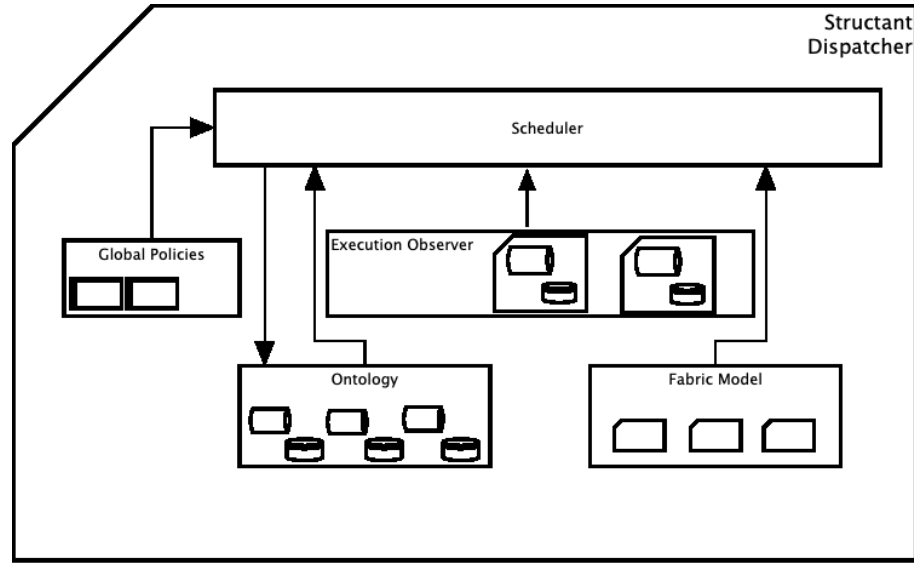 Structant
Dispatcher
Scheduler
Global Policies
Execution Observer
Ontology
Fabric Model